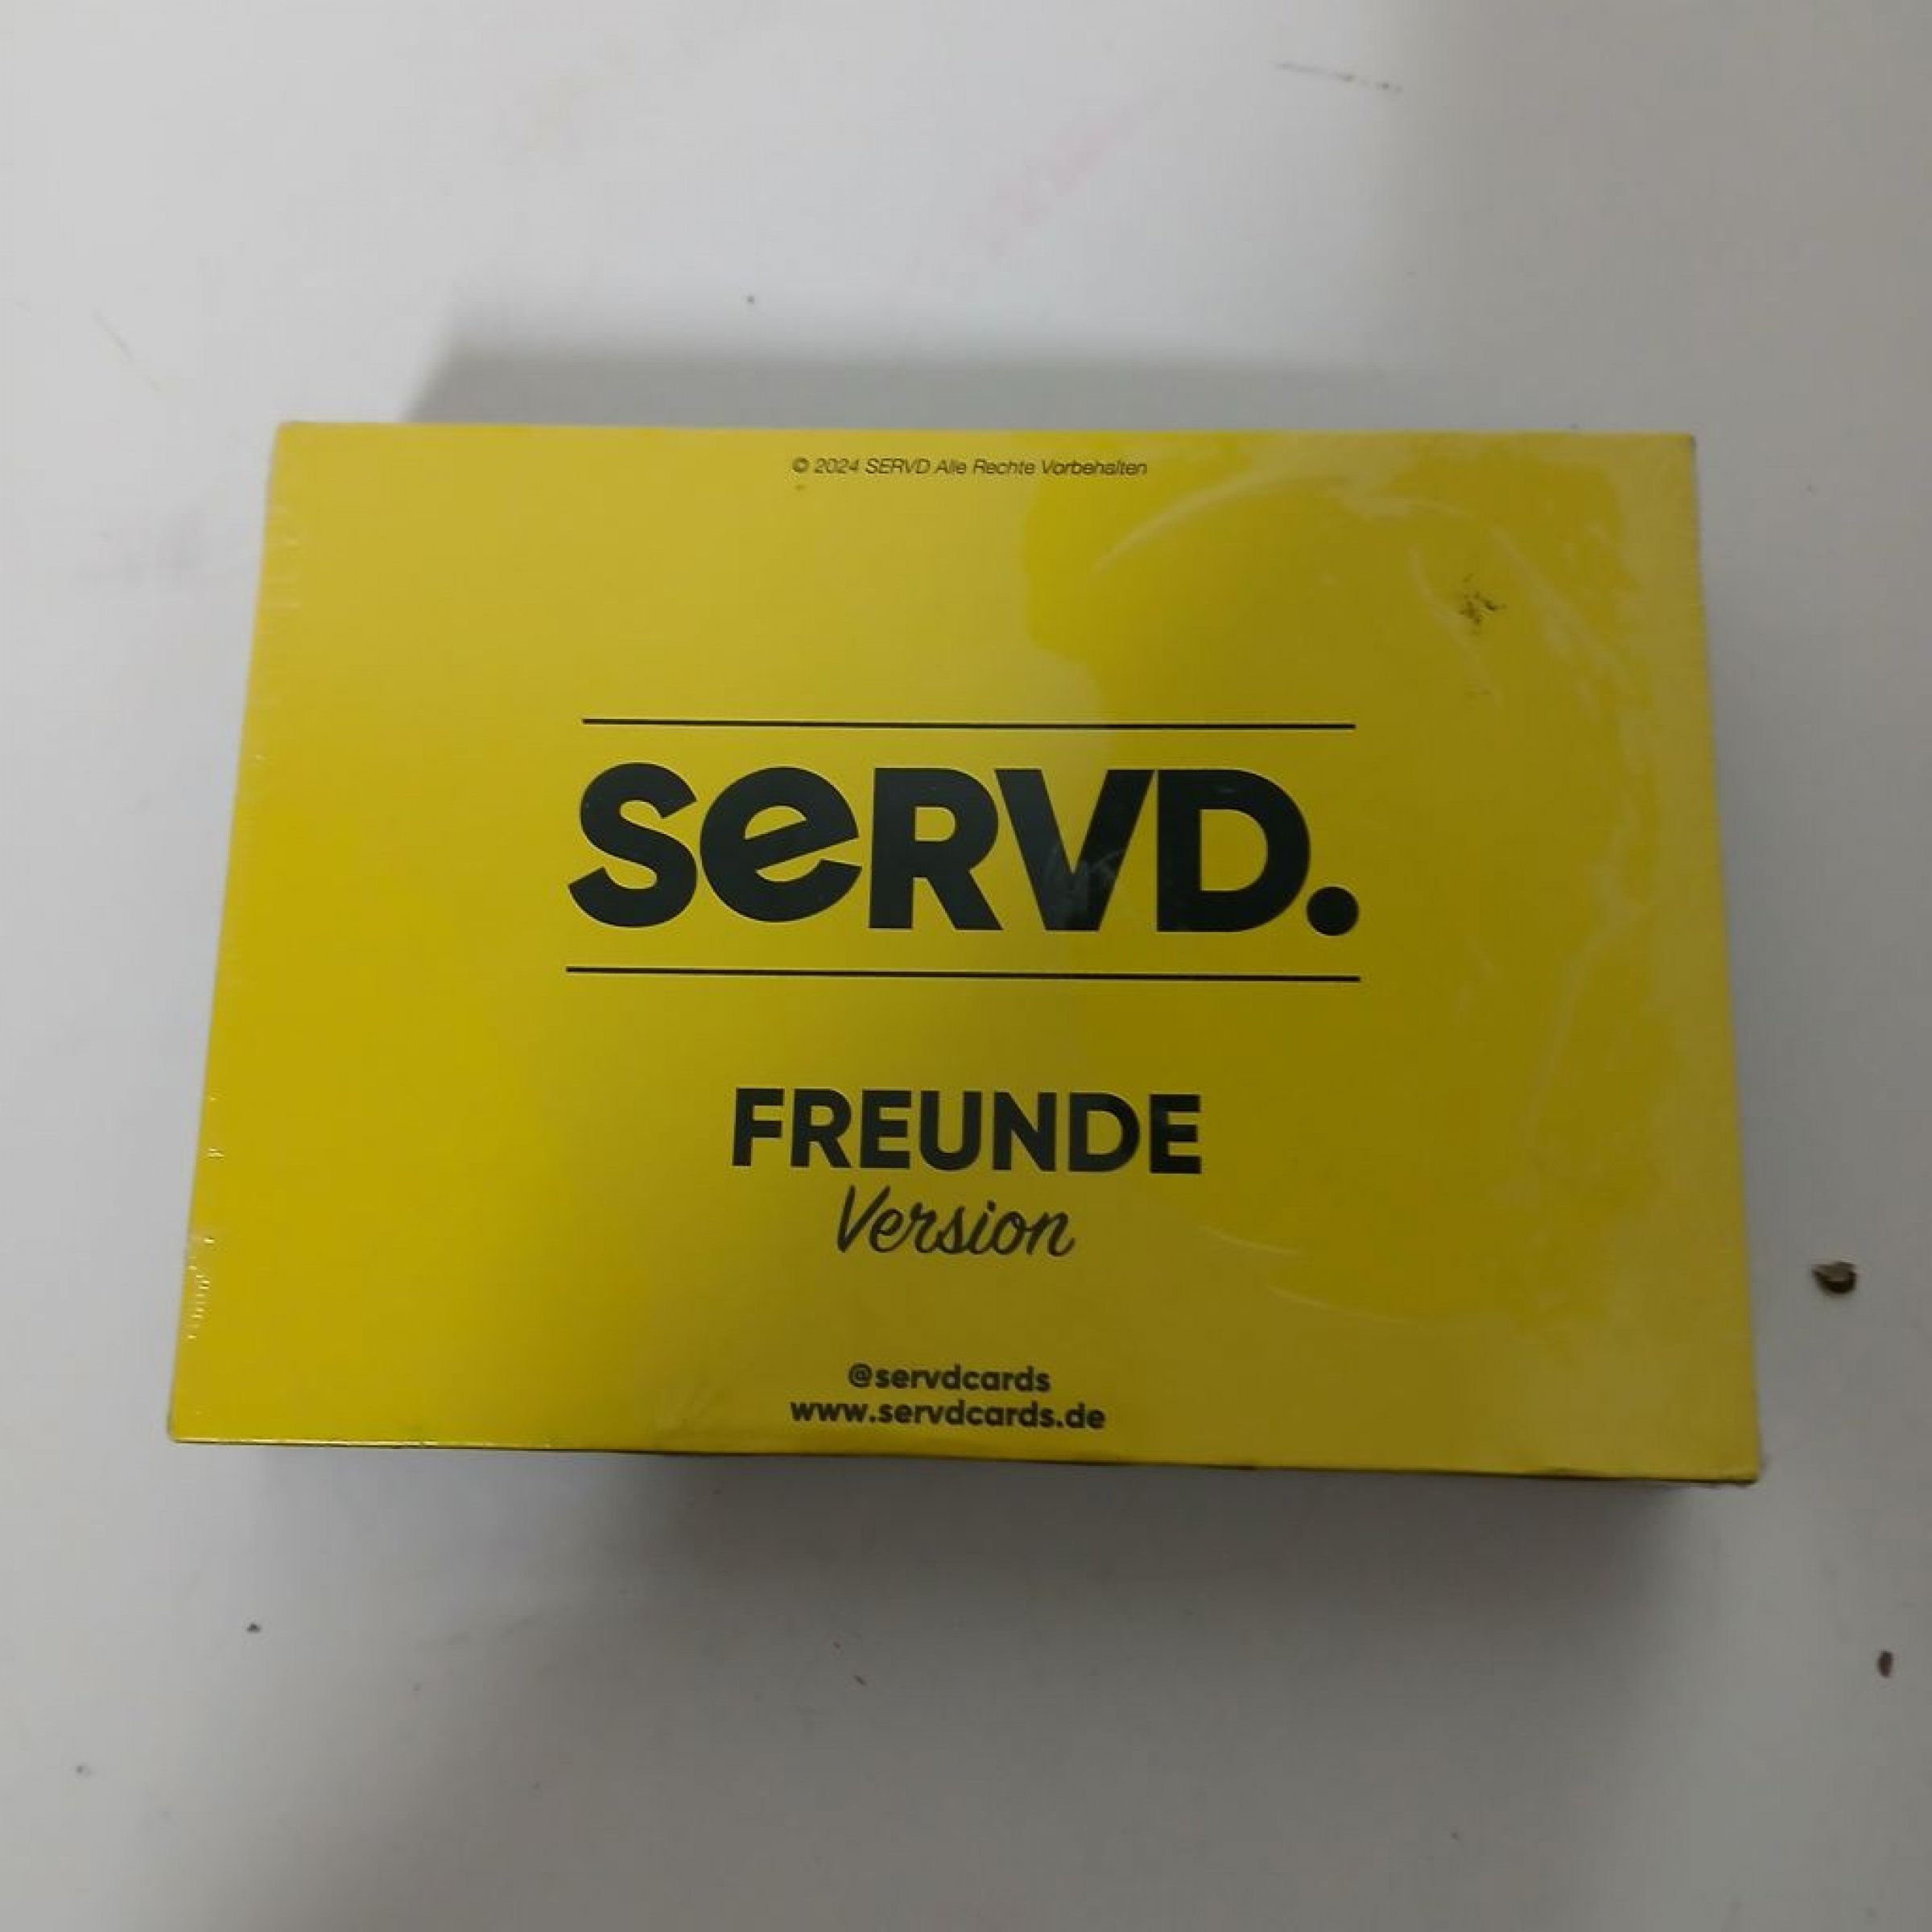 © 2024 SERVD Alle Rechte Vorbehalten
SeRVD.
FREUNDE
Version
@servdcards
www.servdcards.de